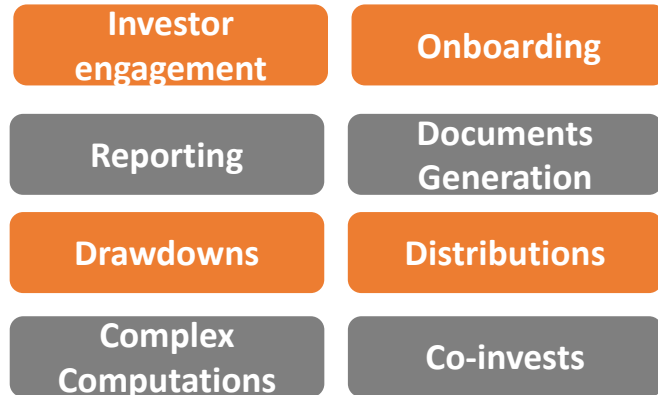 Investor
engagement
Onboarding
Reporting
Documents
Generation
Drawdowns
Distributions
Complex
Computations
Co-invests